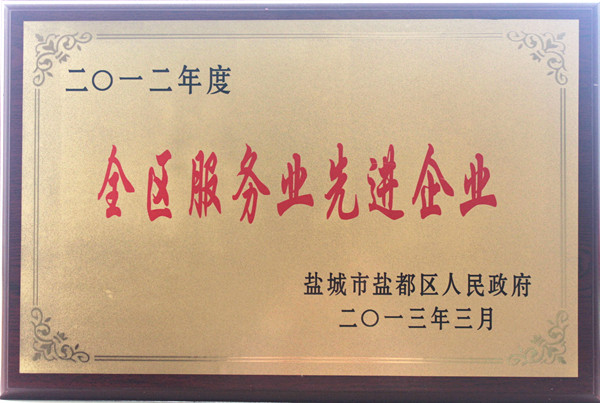 二〇一二年度
全区服务业先进企业
盐城市盐都区人民政府
二〇一三年三月